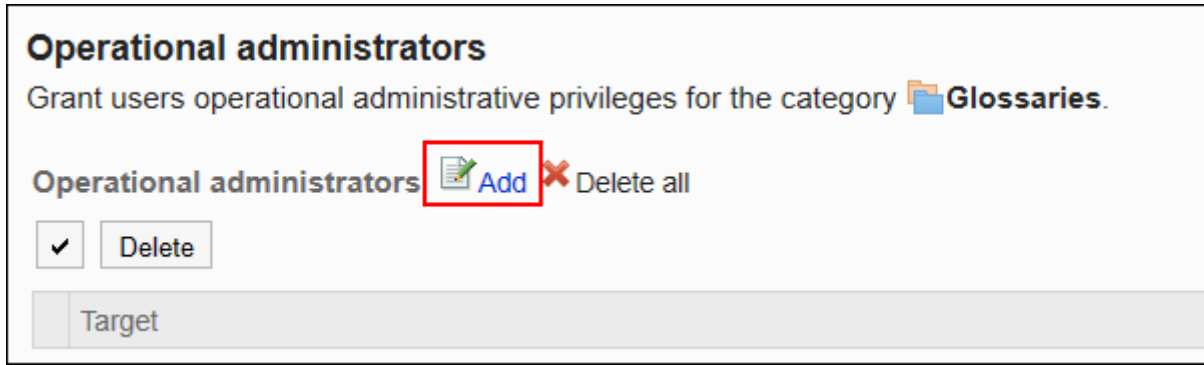 Operational administrators
Grant users operational administrative privileges for the category Glossaries.
Operational administrators Add Delete all
Delete
Target